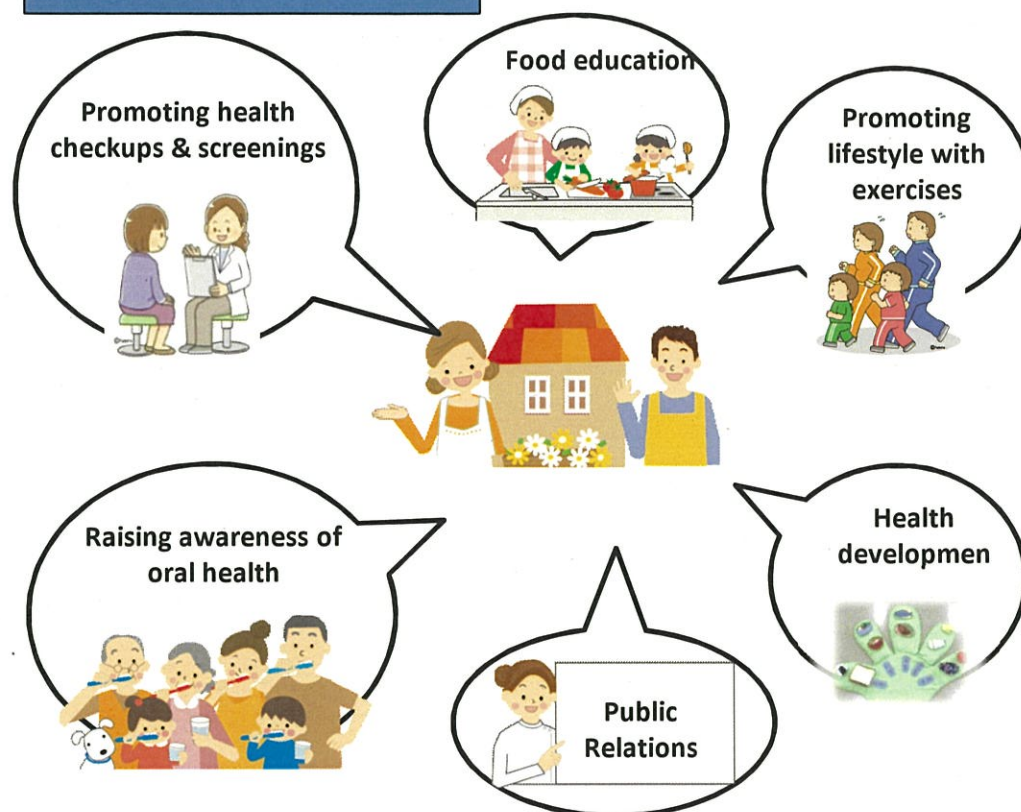 Food education
Promoting health
checkups & screenings
Promoting
lifestyle with
exercises
Raising awareness of
oral health
Health
developmen
Public
Relations